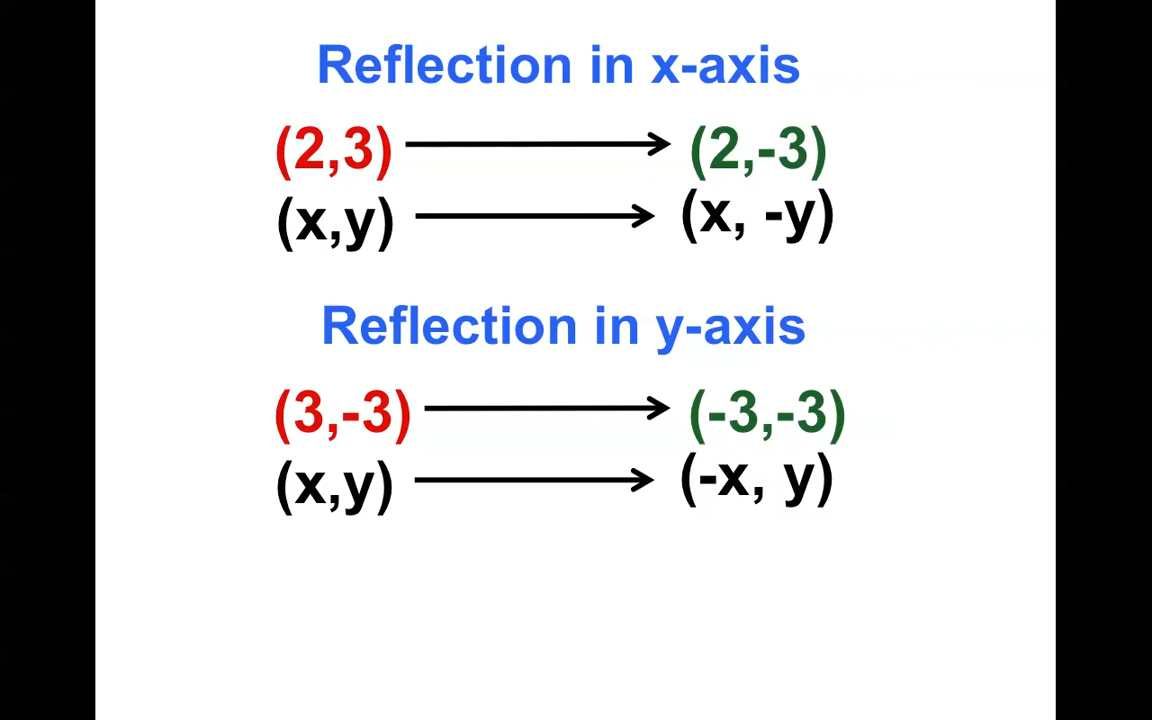 Reflection in x-axis
(2,3) (2,-3)
(x,y) (x, -y)
Reflection in y-axis
(3,-3) (-3,-3)
(x,y) (-x, y)